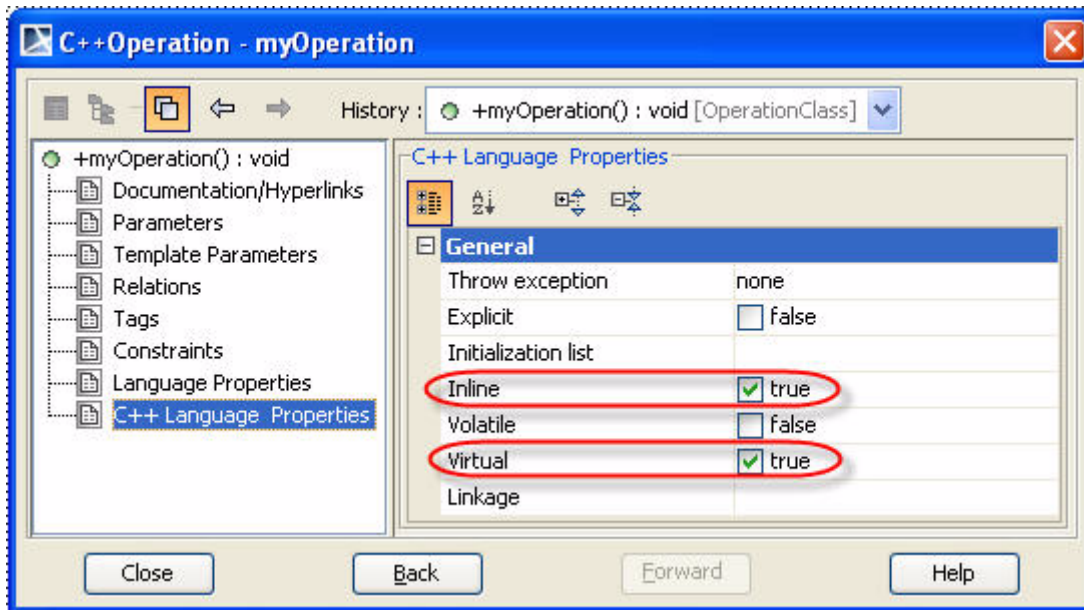 C++Operation - myOperation
History : +myOperation() : void [OperationClass]
+myOperation() : void
Documentation/Hyperlinks
Parameters
Template Parameters
Relations
Tags
Constraints
Language Properties
C++ Language Properties
C++ Language Properties
General
Throw exception none
Explicit false
Initialization list
Inline true
Volatile false
Virtual true
Linkage
Close Back Forward Help